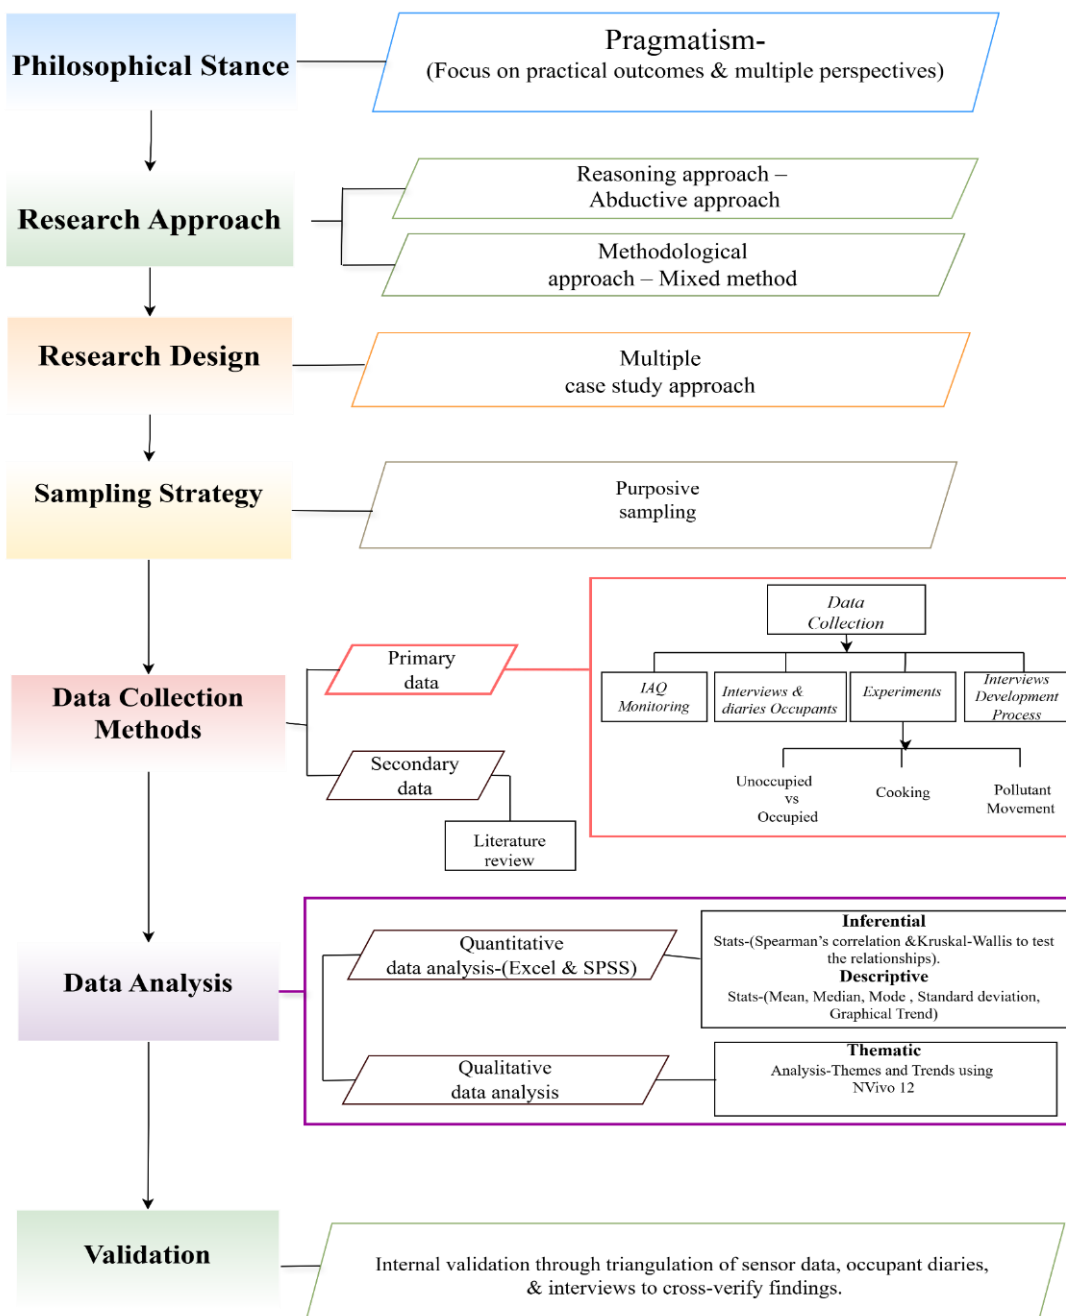 Philosophical Stance
Pragmatism-
(Focus on practical outcomes & multiple perspectives)
Research Approach
Reasoning approach –
Abductive approach
Methodological
approach – Mixed method
Research Design
Multiple
case study approach
Sampling Strategy
Purposive
sampling
Data Collection
Methods
Primary
data
Secondary
data
Literature
review
Data
Collection
IAQ
Monitoring
Interviews &
diaries Occupants
Experiments
Interviews
Development
Process
Unoccupied
vs
Occupied
Cooking
Pollutant
Movement
Data Analysis
Quantitative
data analysis-(Excel & SPSS)
Inferential
Stats-(Spearman’s correlation &Kruskal-Wallis to test
the relationships).
Descriptive
Stats-(Mean, Median, Mode , Standard deviation,
Graphical Trend)
Qualitative
data analysis
Thematic
Analysis-Themes and Trends using
NVivo 12
Validation
Internal validation through triangulation of sensor data, occupant diaries,
& interviews to cross-verify findings.